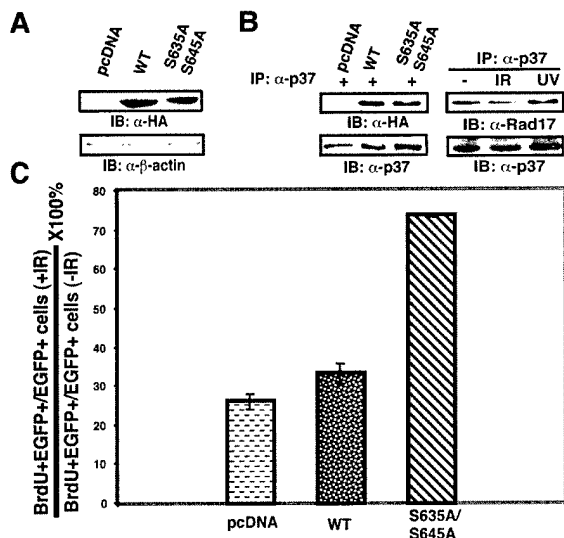 A
pcDNA
WT
S635A
S645A
IB: α-HA
IB: α-β-actin
B
pcDNA
WT
S635A
S645A
IP: α-p37
+ + +
IB: α-HA
IB: α-p37
IP: α-p37
- IR UV
IB: α-Rad17
IB: α-p37
C
BrdU+EGFP+/EGFP+ cells (+IR)
BrdU+EGFP+/EGFP+ cells (-IR)
X100%
80
70
60
50
40
30
20
10
0
pcDNA
WT
S635A/
S645A